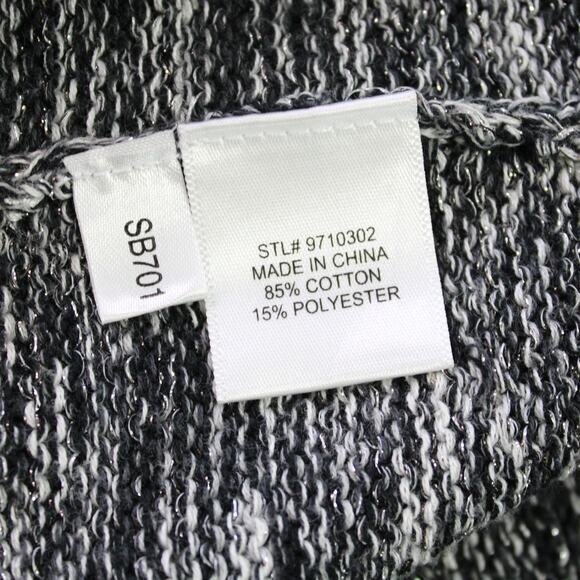 SB701
STL# 9710302
MADE IN CHINA
85% COTTON
15% POLYESTER